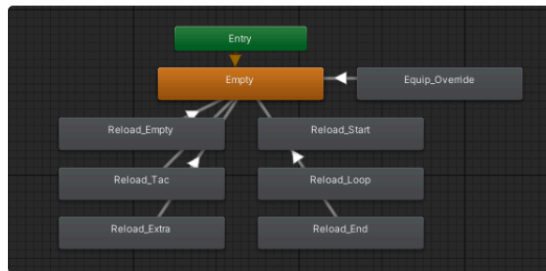 Entry
Empty
Equip_Override
Reload_Empty
Reload_Start
Reload_Tac
Reload_Loop
Reload_Extra
Reload_End